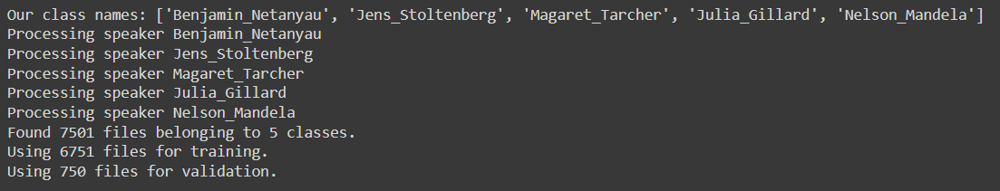 Our class names: ['Benjamin_Netanyau', 'Jens_Stoltenberg', 'Magaret_Tarcher', 'Julia_Gillard', 'Nelson_Mandela']
Processing speaker Benjamin_Netanyau
Processing speaker Jens_Stoltenberg
Processing speaker Magaret_Tarcher
Processing speaker Julia_Gillard
Processing speaker Nelson_Mandela
Found 7501 files belonging to 5 classes.
Using 6751 files for training.
Using 750 files for validation.